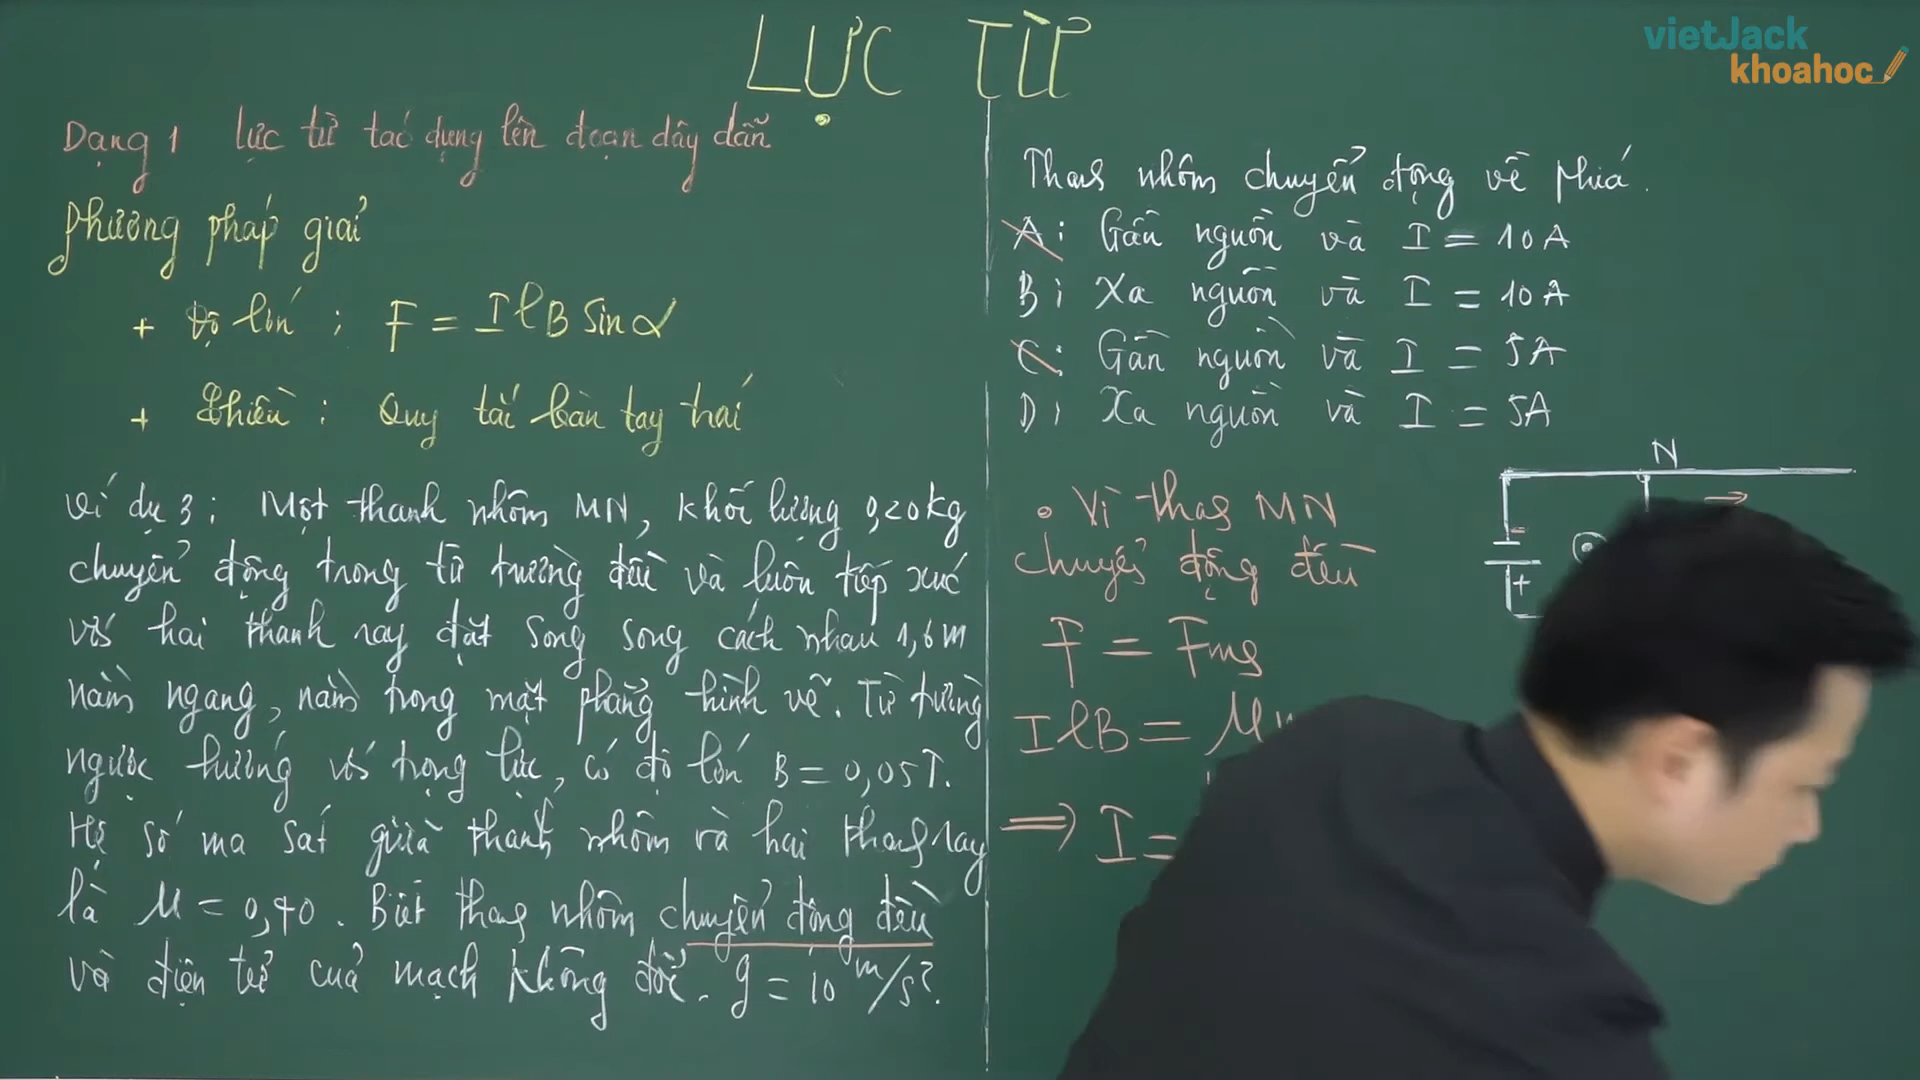 LỰC TỪ
vietJack
khoahoc
Dạng 1 Lực từ tác dụng lên đoạn dây dẫn
Phương pháp giải
+ Độ lớn : F = IlB sin α
+ Chiều : Quy tắc bàn tay trái
Ví dụ 3 : Một thanh nhôm MN, khối lượng 0,20kg
chuyển động trong từ trường đều và luôn tiếp xúc
với hai thanh ray đặt song song cách nhau 1,6m
nằm ngang, nằm trong mặt phẳng hình vẽ. Từ trường
ngược hướng với trọng lực, có độ lớn B = 0,05T.
Hệ số ma sát giữa thanh nhôm và hai thanh ray
là μ = 0,40. Biết thanh nhôm chuyển động đều
và điện trở của mạch không đổi. g = 10 m/s².
Thanh nhôm chuyển động về phía.
A : Gần nguồn và I = 10A
B : Xa nguồn và I = 10A
C : Gần nguồn và I = 5A
D : Xa nguồn và I = 5A
• Vì thanh MN
chuyển động đều
F = Fms
IlB = μ
⇒ I =
N
-
+